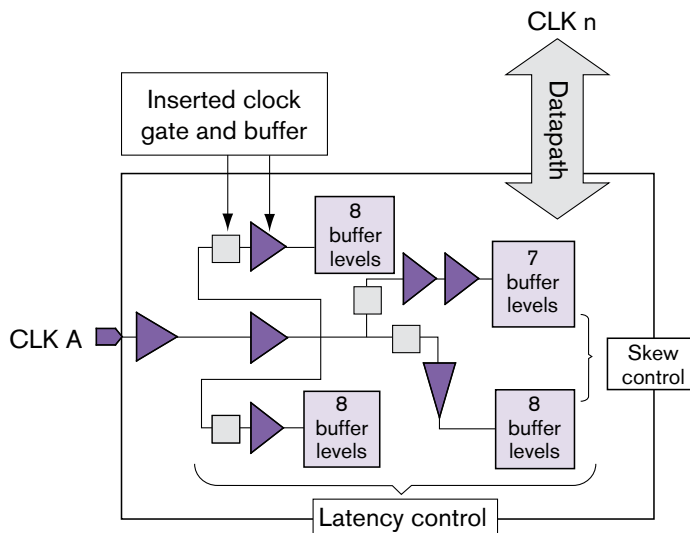 CLK n
Datapath
Inserted clock
gate and buffer
8
buffer
levels
7
buffer
levels
CLK A
Skew
control
8
buffer
levels
8
buffer
levels
Latency control